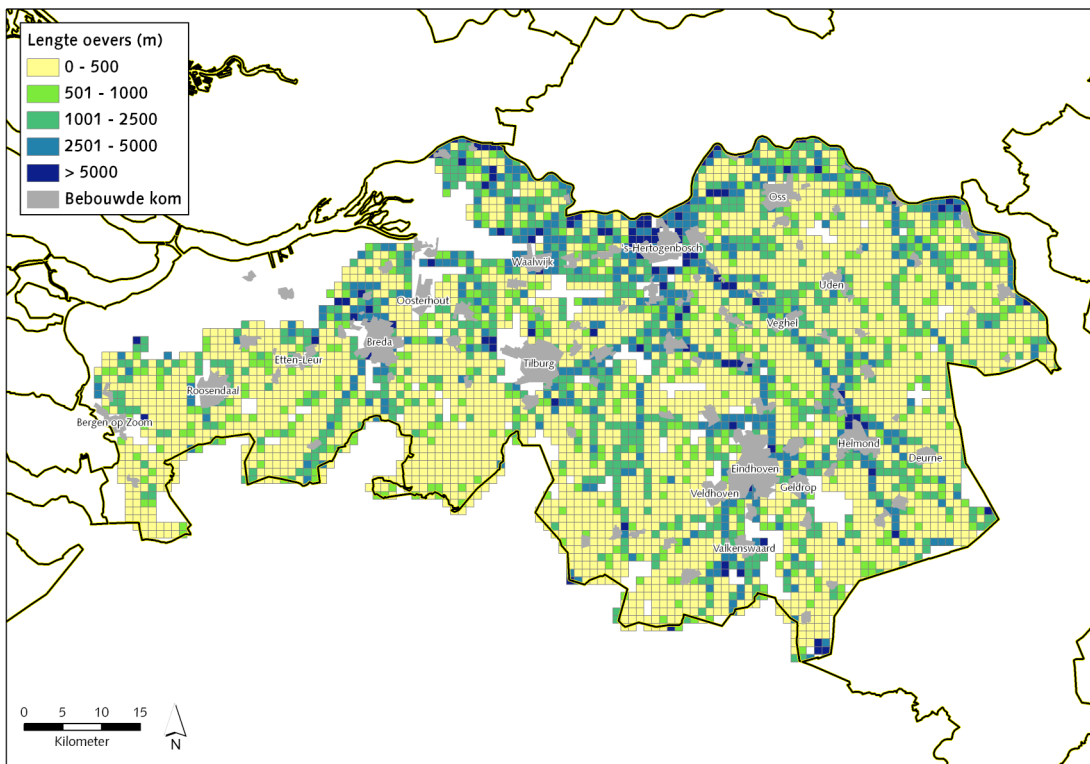 Lengte oevers (m)
0 - 500
501 - 1000
1001 - 2500
2501 - 5000
> 5000
Bebouwde kom
Oss
's-Hertogenbosch
Waalwijk
Uden
Oosterhout
Veghel
Breda
Etten-Leur
Tilburg
Roosendaal
Bergen op Zoom
Helmond
Deurne
Eindhoven
Geldrop
Veldhoven
Valkenswaard
0 5 10 15
Kilometer
N